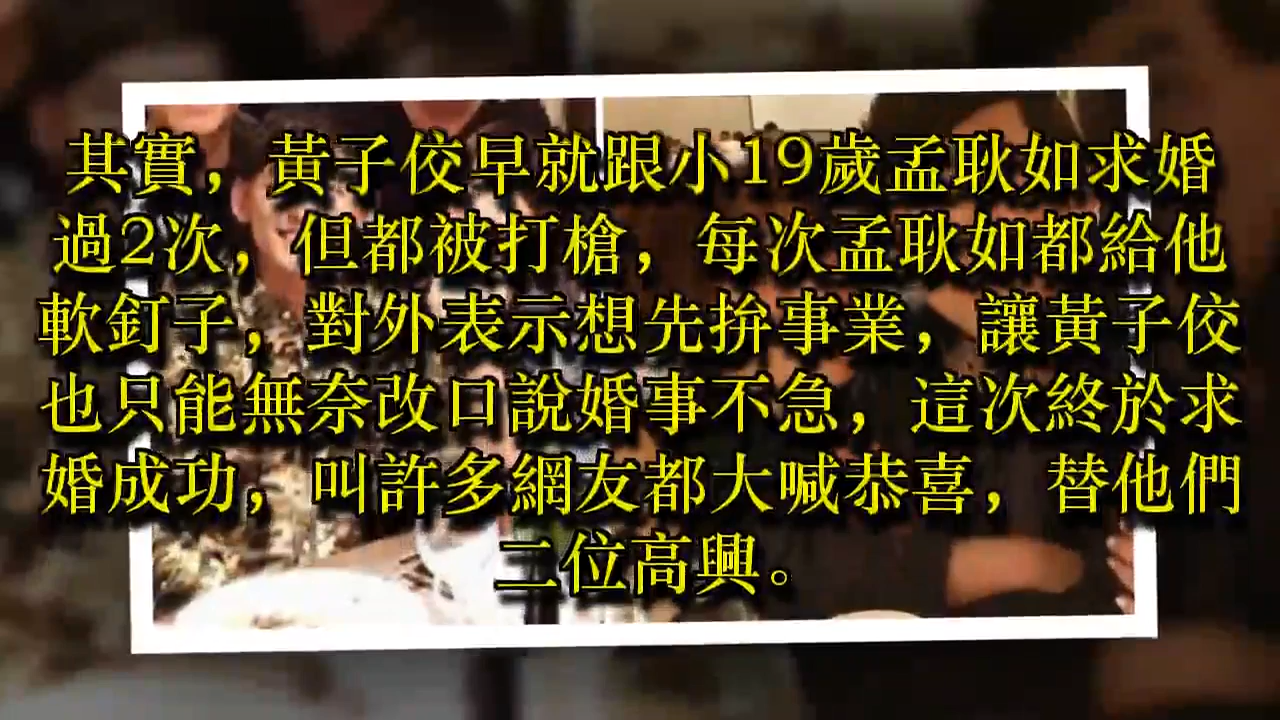 其實，黃子佼早就跟小19歲孟耿如求婚
過2次，但都被打槍，每次孟耿如都給他
軟釘子，對外表示想先拚事業，讓黃子佼
也只能無奈改口說婚事不急，這次終於求
婚成功，叫許多網友都大喊恭喜，替他們
二位高興。